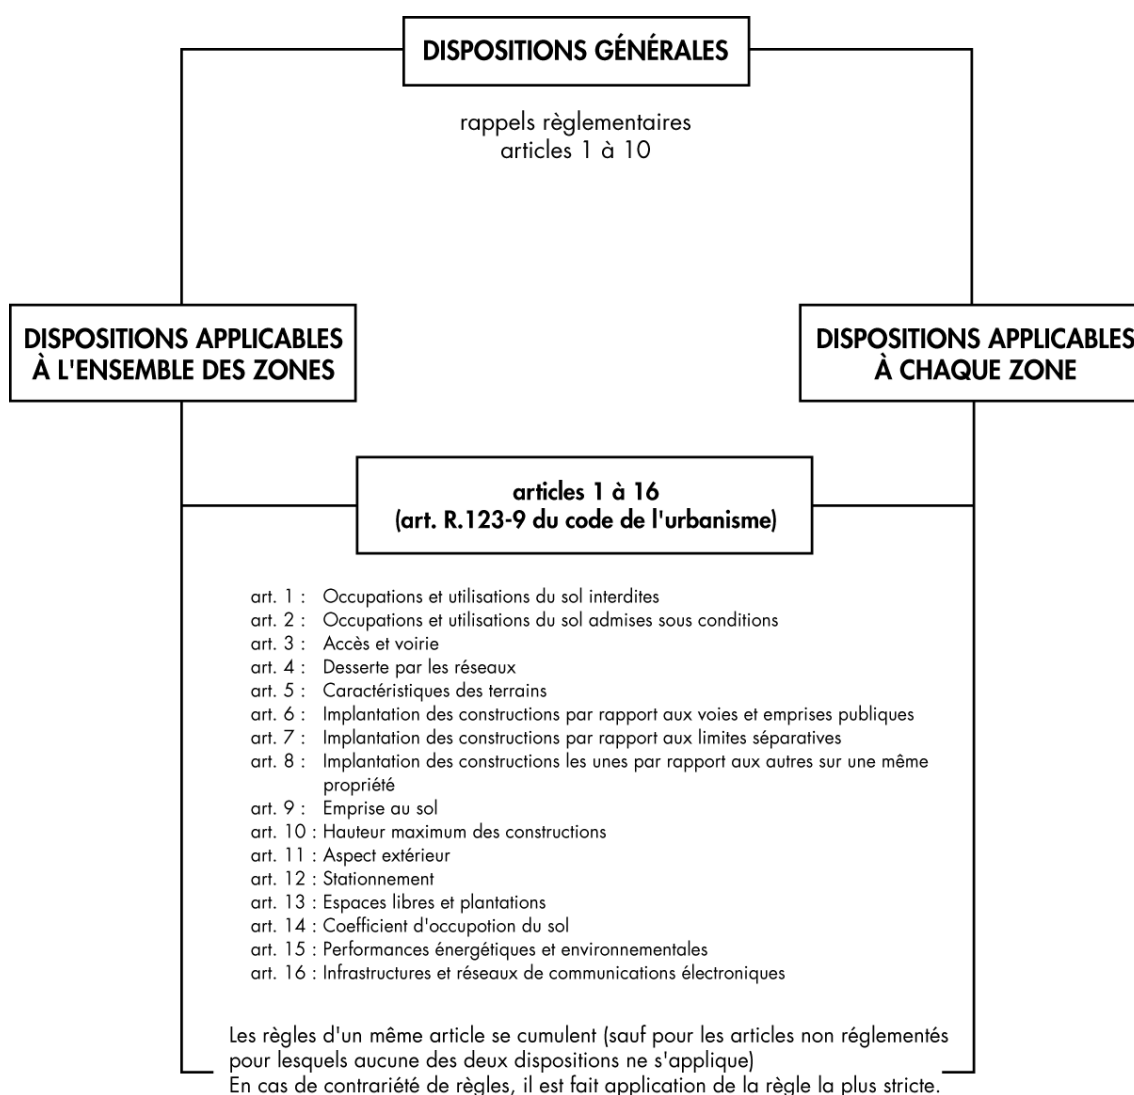 DISPOSITIONS GÉNÉRALES
rappels règlementaires
articles 1 à 10
DISPOSITIONS APPLICABLES
À L'ENSEMBLE DES ZONES
DISPOSITIONS APPLICABLES
À CHAQUE ZONE
articles 1 à 16
(art. R.123-9 du code de l'urbanisme)
art. 1 : Occupations et utilisations du sol interdites
art. 2 : Occupations et utilisations du sol admises sous conditions
art. 3 : Accès et voirie
art. 4 : Desserte par les réseaux
art. 5 : Caractéristiques des terrains
art. 6 : Implantation des constructions par rapport aux voies et emprises publiques
art. 7 : Implantation des constructions par rapport aux limites séparatives
art. 8 : Implantation des constructions les unes par rapport aux autres sur une même
propriété
art. 9 : Emprise au sol
art. 10 : Hauteur maximum des constructions
art. 11 : Aspect extérieur
art. 12 : Stationnement
art. 13 : Espaces libres et plantations
art. 14 : Coefficient d'occupotion du sol
art. 15 : Performances énergétiques et environnementales
art. 16 : Infrastructures et réseaux de communications électroniques
Les règles d'un même article se cumulent (sauf pour les articles non réglementés
pour lesquels aucune des deux dispositions ne s'applique)
En cas de contrariété de règles, il est fait application de la règle la plus stricte.